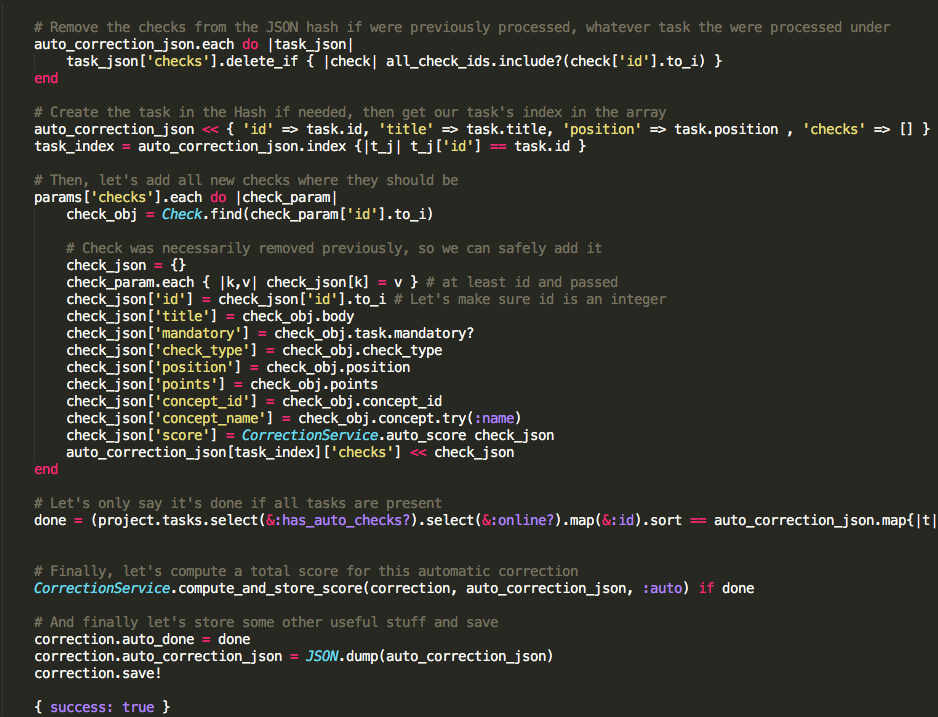 # Remove the checks from the JSON hash if were previously processed, whatever task the were processed under
auto_correction_json.each do |task_json|
    task_json['checks'].delete_if { |check| all_check_ids.include?(check['id'].to_i) }
end

# Create the task in the Hash if needed, then get our task's index in the array
auto_correction_json << { 'id' => task.id, 'title' => task.title, 'position' => task.position , 'checks' => [] }
task_index = auto_correction_json.index {|t_j| t_j['id'] == task.id }

# Then, let's add all new checks where they should be
params['checks'].each do |check_param|
    check_obj = Check.find(check_param['id'].to_i)

    # Check was necessarily removed previously, so we can safely add it
    check_json = {}
    check_param.each { |k,v| check_json[k] = v } # at least id and passed
    check_json['id'] = check_json['id'].to_i # Let's make sure id is an integer
    check_json['title'] = check_obj.body
    check_json['mandatory'] = check_obj.task.mandatory?
    check_json['check_type'] = check_obj.check_type
    check_json['position'] = check_obj.position
    check_json['points'] = check_obj.points
    check_json['concept_id'] = check_obj.concept_id
    check_json['concept_name'] = check_obj.concept.try(:name)
    check_json['score'] = CorrectionService.auto_score check_json
    auto_correction_json[task_index]['checks'] << check_json
end

# Let's only say it's done if all tasks are present
done = (project.tasks.select(&:has_auto_checks?).select(&:online?).map(&:id).sort == auto_correction_json.map{|t|

# Finally, let's compute a total score for this automatic correction
CorrectionService.compute_and_store_score(correction, auto_correction_json, :auto) if done

# And finally let's store some other useful stuff and save
correction.auto_done = done
correction.auto_correction_json = JSON.dump(auto_correction_json)
correction.save!

{ success: true }